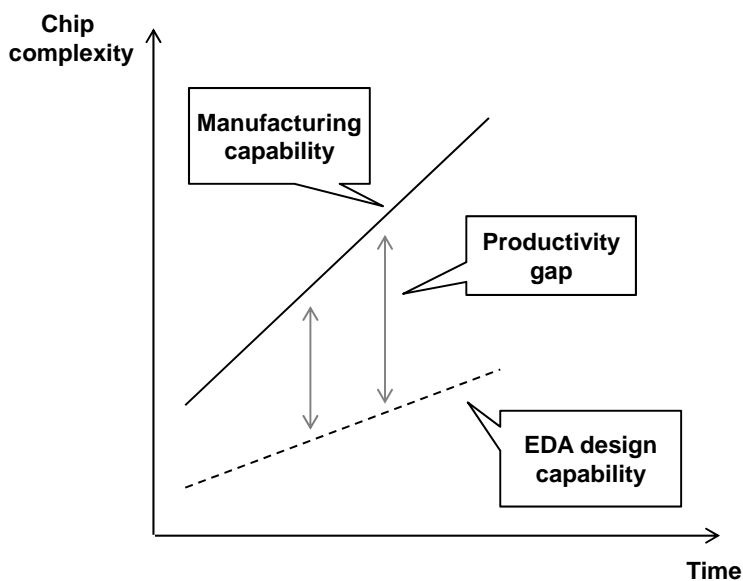 Chip
complexity
Manufacturing
capability
Productivity
gap
EDA design
capability
Time